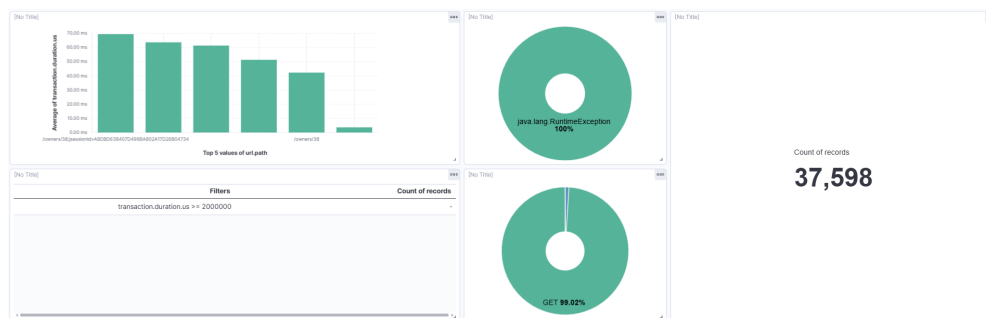 [No Title]
70.00 ms
60.00 ms
50.00 ms
40.00 ms
30.00 ms
20.00 ms
10.00 ms
0.00 ms
Average of transaction.duration.us
/owners/38
Top 5 values of url.path
[No Title]
java.lang.RuntimeException
100%
[No Title]
Count of records
37,598
[No Title]
Filters
Count of records
transaction.duration.us >= 2000000
-
[No Title]
GET 99.02%